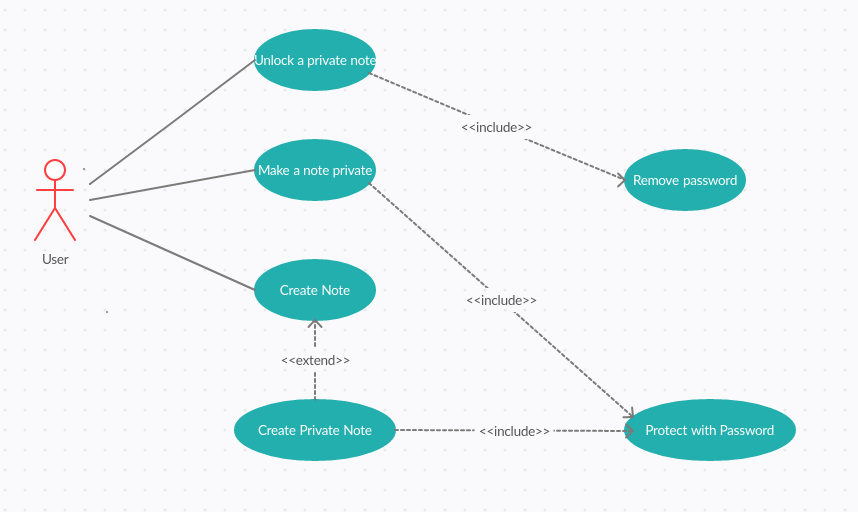 Unlock a private note
<<include>>
Make a note private
Remove password
User
Create Note
<<include>>
<<extend>>
Create Private Note
<<include>>
Protect with Password